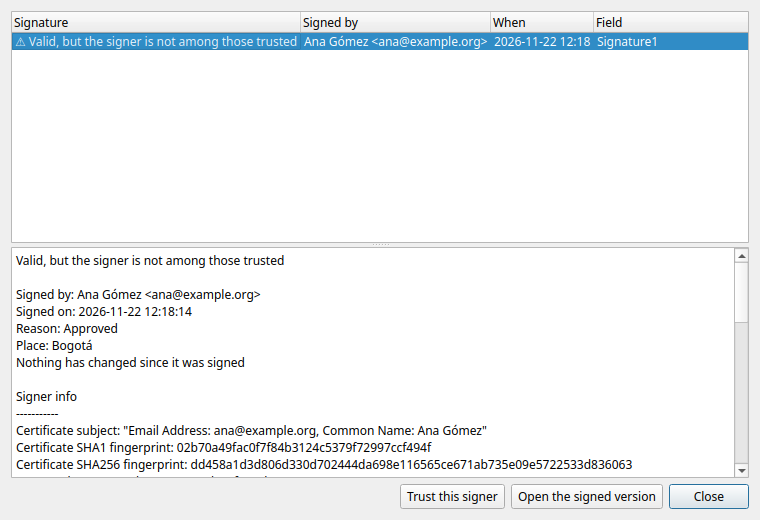 Signature Signed by When Field
⚠ Valid, but the signer is not among those trusted Ana Gómez <ana@example.org> 2026-11-22 12:18 Signature1
Valid, but the signer is not among those trusted
Signed by: Ana Gómez <ana@example.org>
Signed on: 2026-11-22 12:18:14
Reason: Approved
Place: Bogotá
Nothing has changed since it was signed
Signer info
-----------
Certificate subject: "Email Address: ana@example.org, Common Name: Ana Gómez"
Certificate SHA1 fingerprint: 02b70a49fac0f7f84b3124c5379f72997ccf494f
Certificate SHA256 fingerprint: dd458a1d3d806d330d702444da698e116565ce671ab735e09e5722533d836063
Trust this signer Open the signed version Close